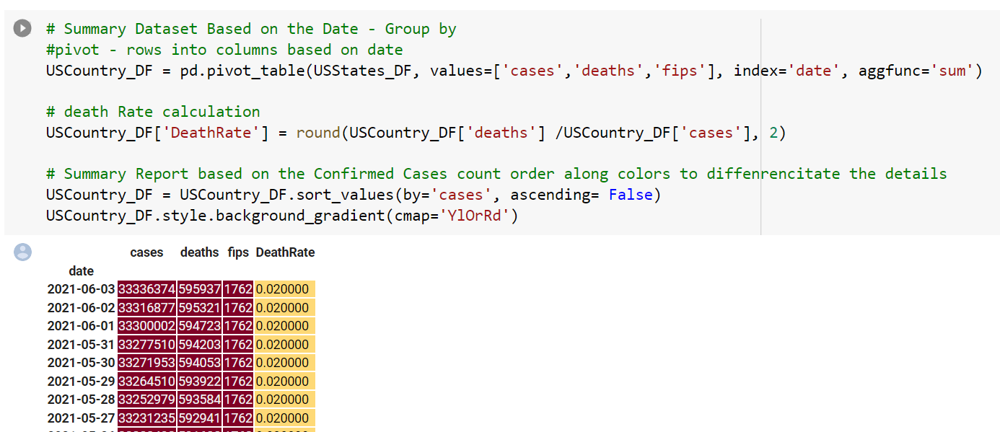 # Summary Dataset Based on the Date - Group by
#pivot - rows into columns based on date
USCountry_DF = pd.pivot_table(USStates_DF, values=['cases','deaths','fips'], index='date', aggfunc='sum')
# death Rate calculation
USCountry_DF['DeathRate'] = round(USCountry_DF['deaths'] /USCountry_DF['cases'], 2)
# Summary Report based on the Confirmed Cases count order along colors to diffenrencitate the details
USCountry_DF = USCountry_DF.sort_values(by='cases', ascending= False)
USCountry_DF.style.background_gradient(cmap='YlOrRd')
cases deaths fips DeathRate
date
2021-06-03 33336374 595937 1762 0.020000
2021-06-02 33316877 595321 1762 0.020000
2021-06-01 33300002 594723 1762 0.020000
2021-05-31 33277510 594203 1762 0.020000
2021-05-30 33271953 594053 1762 0.020000
2021-05-29 33264510 593922 1762 0.020000
2021-05-28 33252979 593584 1762 0.020000
2021-05-27 33231235 592941 1762 0.020000